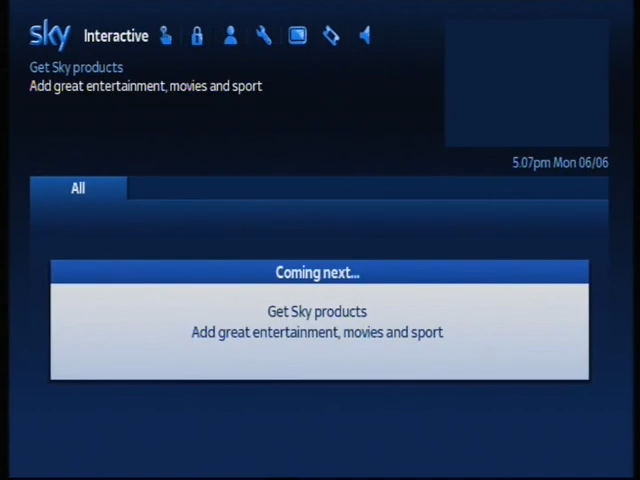 sky Interactive
Get Sky products
Add great entertainment, movies and sport
5.07pm Mon 06/06
All
Coming next...
Get Sky products
Add great entertainment, movies and sport